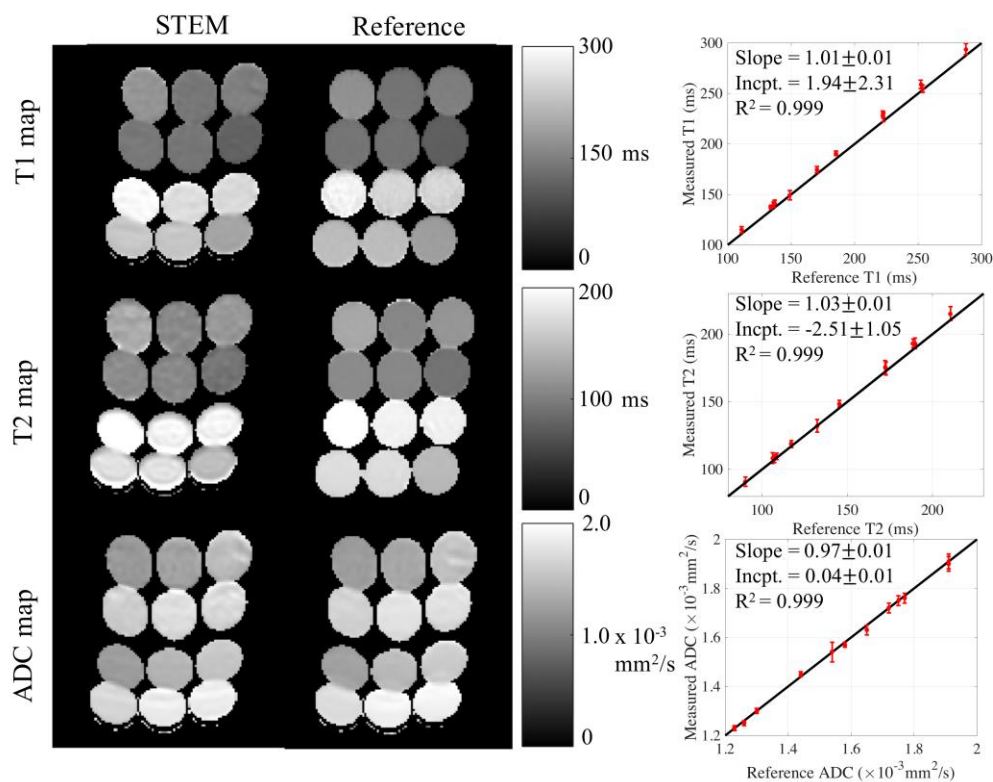 STEM Reference
T1 map
300
150 ms
0
T2 map
200
100 ms
0
ADC map
2.0
1.0 x 10-3
mm2/s
0
Slope = 1.01±0.01
Incpt. = 1.94±2.31
R2 = 0.999
Measured T1 (ms)
300
250
200
150
100
100 150 200 250 300
Reference T1 (ms)
Slope = 1.03±0.01
Incpt. = -2.51±1.05
R2 = 0.999
Measured T2 (ms)
200
150
100
100 150 200
Reference T2 (ms)
Slope = 0.97±0.01
Incpt. = 0.04±0.01
R2 = 0.999
Measured ADC (×10-3 mm2/s)
2
1.8
1.6
1.4
1.2
1.2 1.4 1.6 1.8 2
Reference ADC (×10-3 mm2/s)